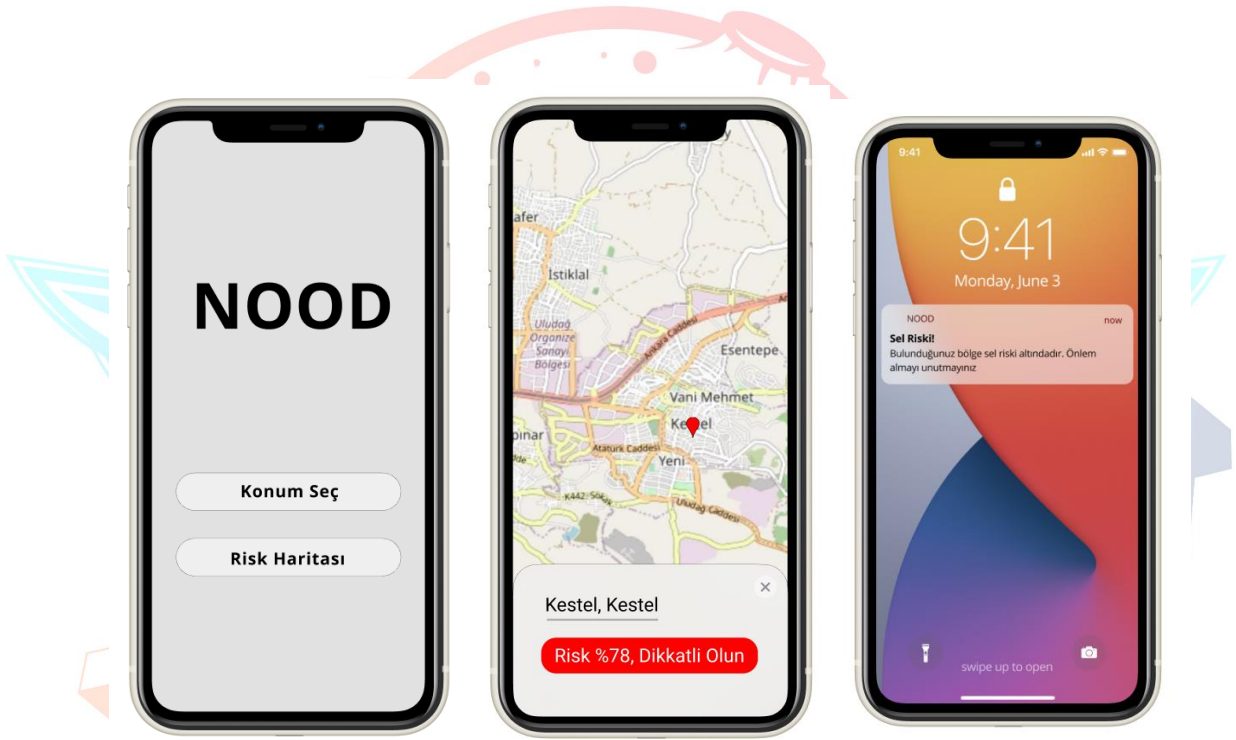 NOOD
Konum Seç
Risk Haritası
afer
İstiklal
Uludağ
Organize
Sanayi
Bölgesi
Ankara Caddesi
Esentepe
Vani Mehmet
Kestel
Atatürk Caddesi
Yeni
K442. Sokak
Uludağ Caddesi
Kestel, Kestel
Risk %78, Dikkatli Olun
9:41
9:41
Monday, June 3
NOOD now
Sel Riski!
Bulunduğunuz bölge sel riski altındadır. Önlem
almayı unutmayınız
swipe up to open